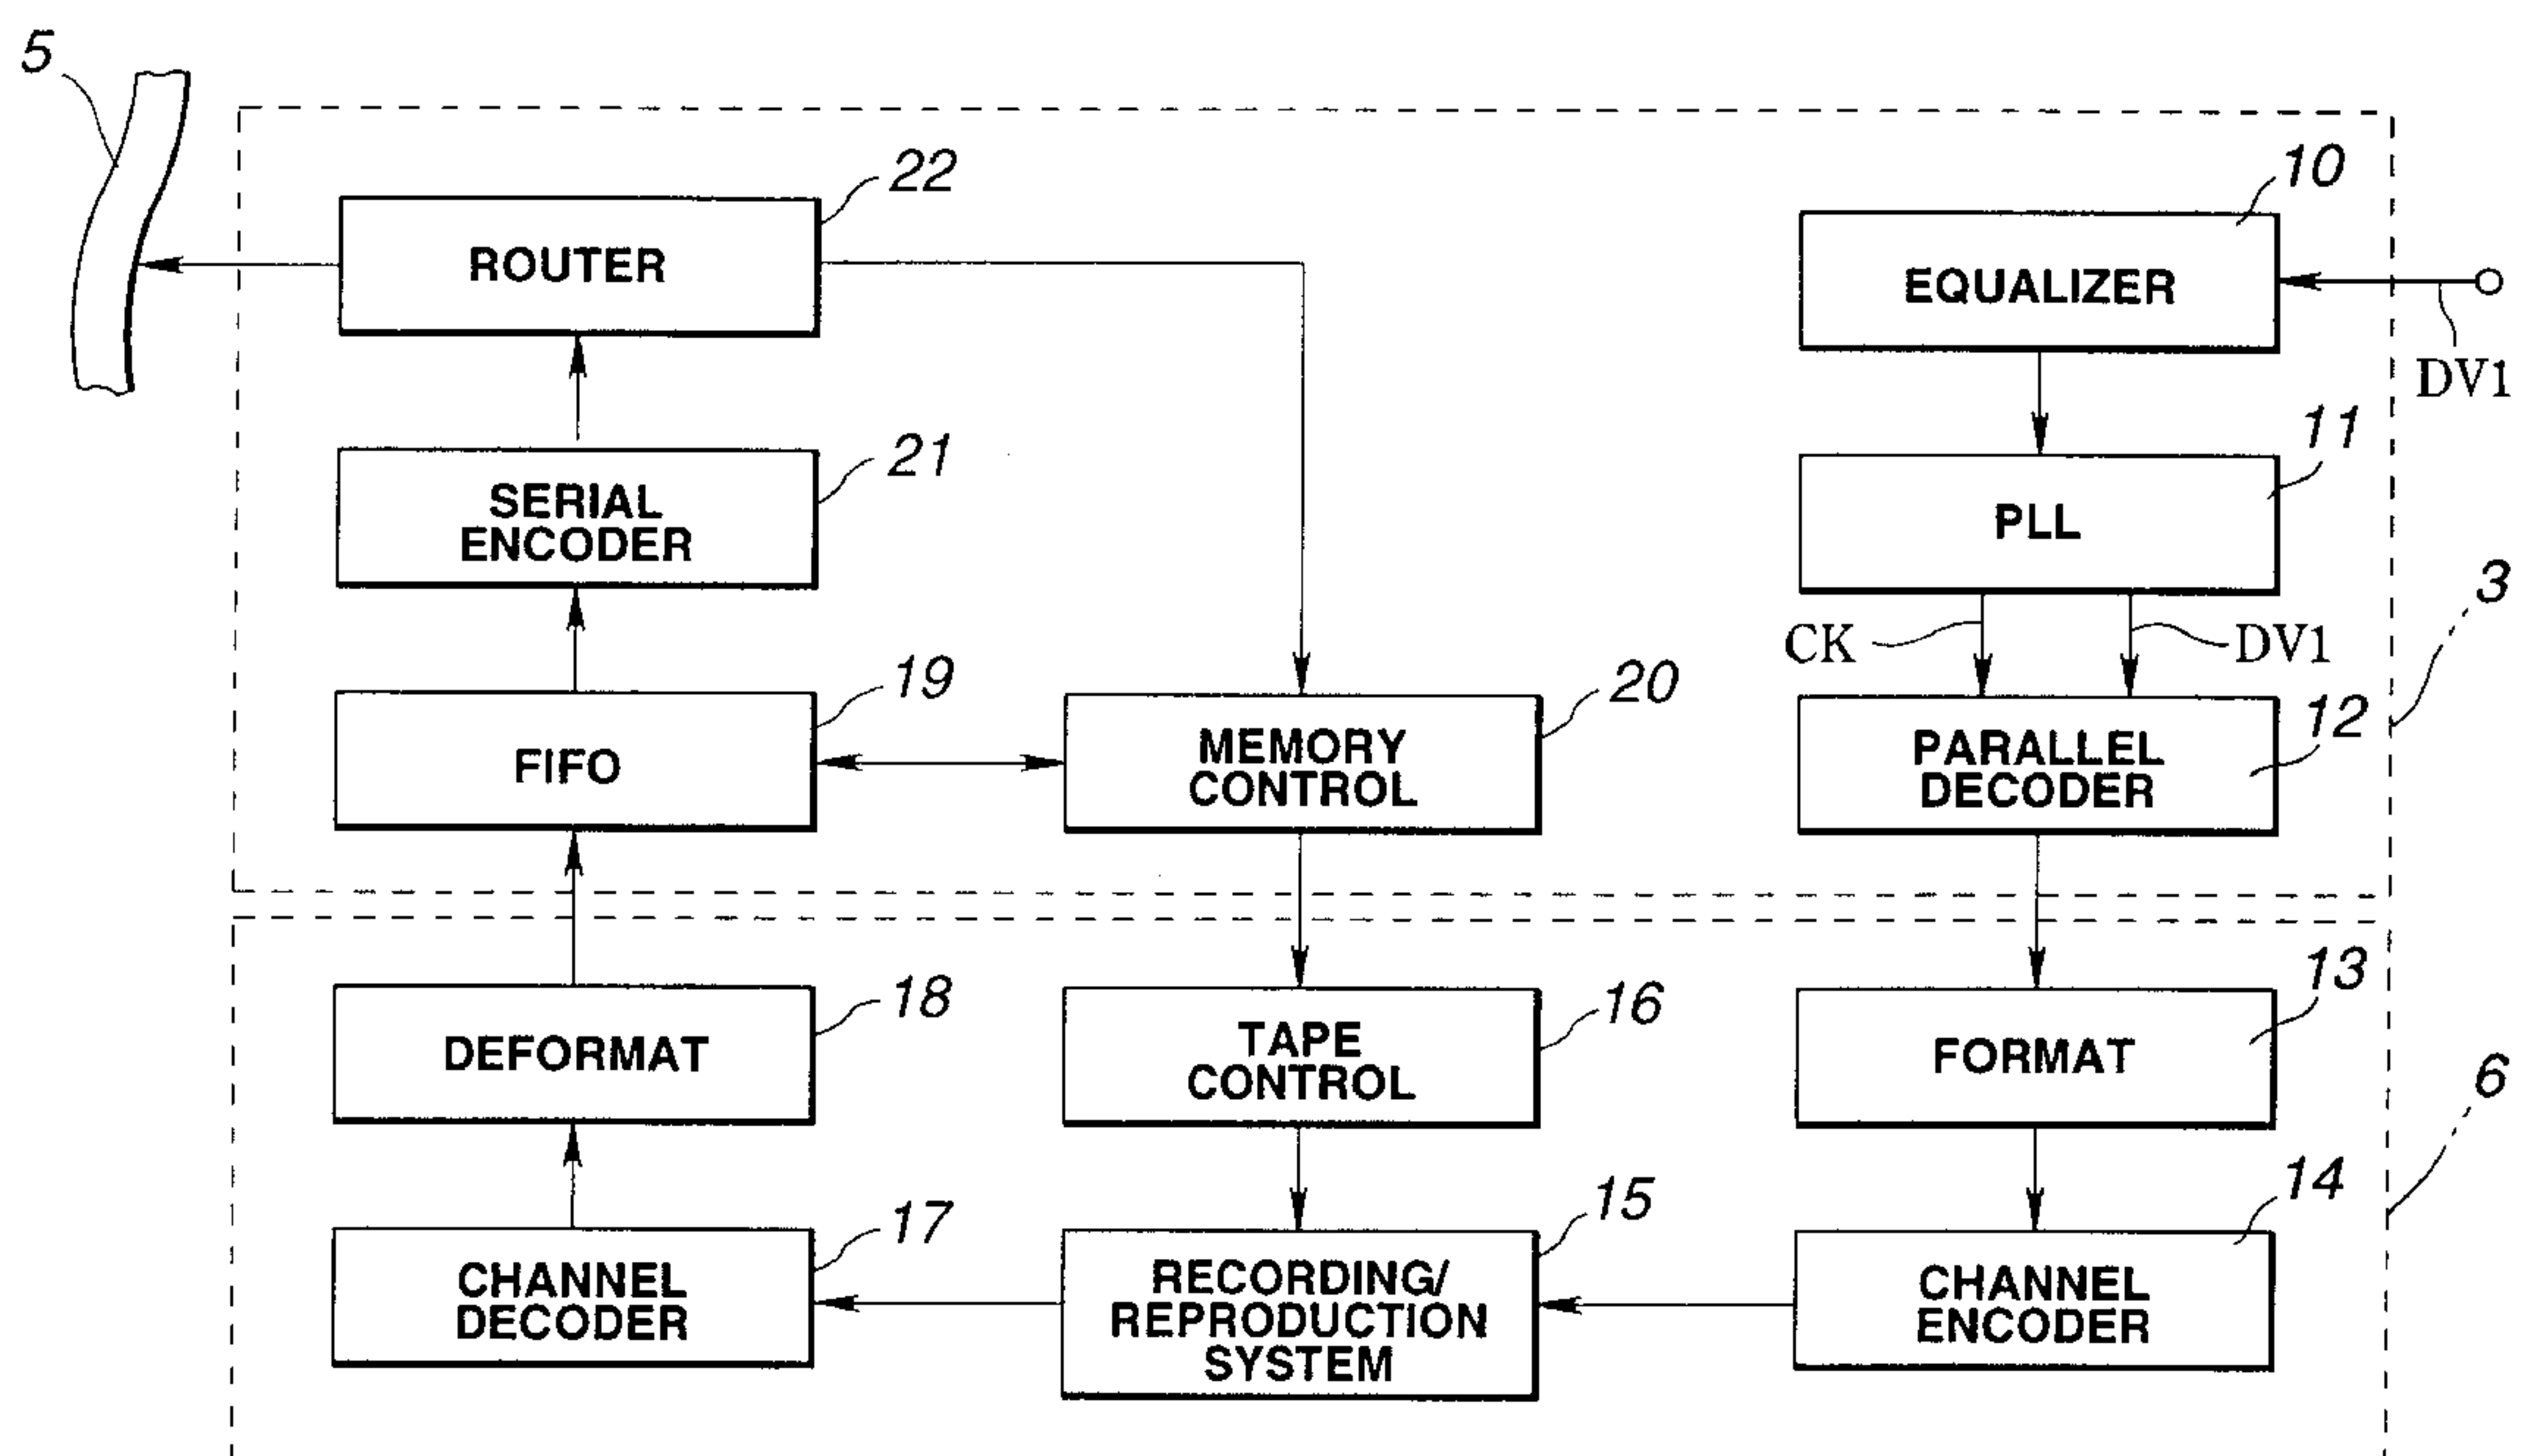 5
22
10
ROUTER
EQUALIZER
DV1
21
11
SERIAL
ENCODER
PLL
3
CK
DV1
19
20
12
FIFO
MEMORY
CONTROL
PARALLEL
DECODER
18
16
13
DEFORMAT
TAPE
CONTROL
FORMAT
6
17
15
14
CHANNEL
DECODER
RECORDING/
REPRODUCTION
SYSTEM
CHANNEL
ENCODER